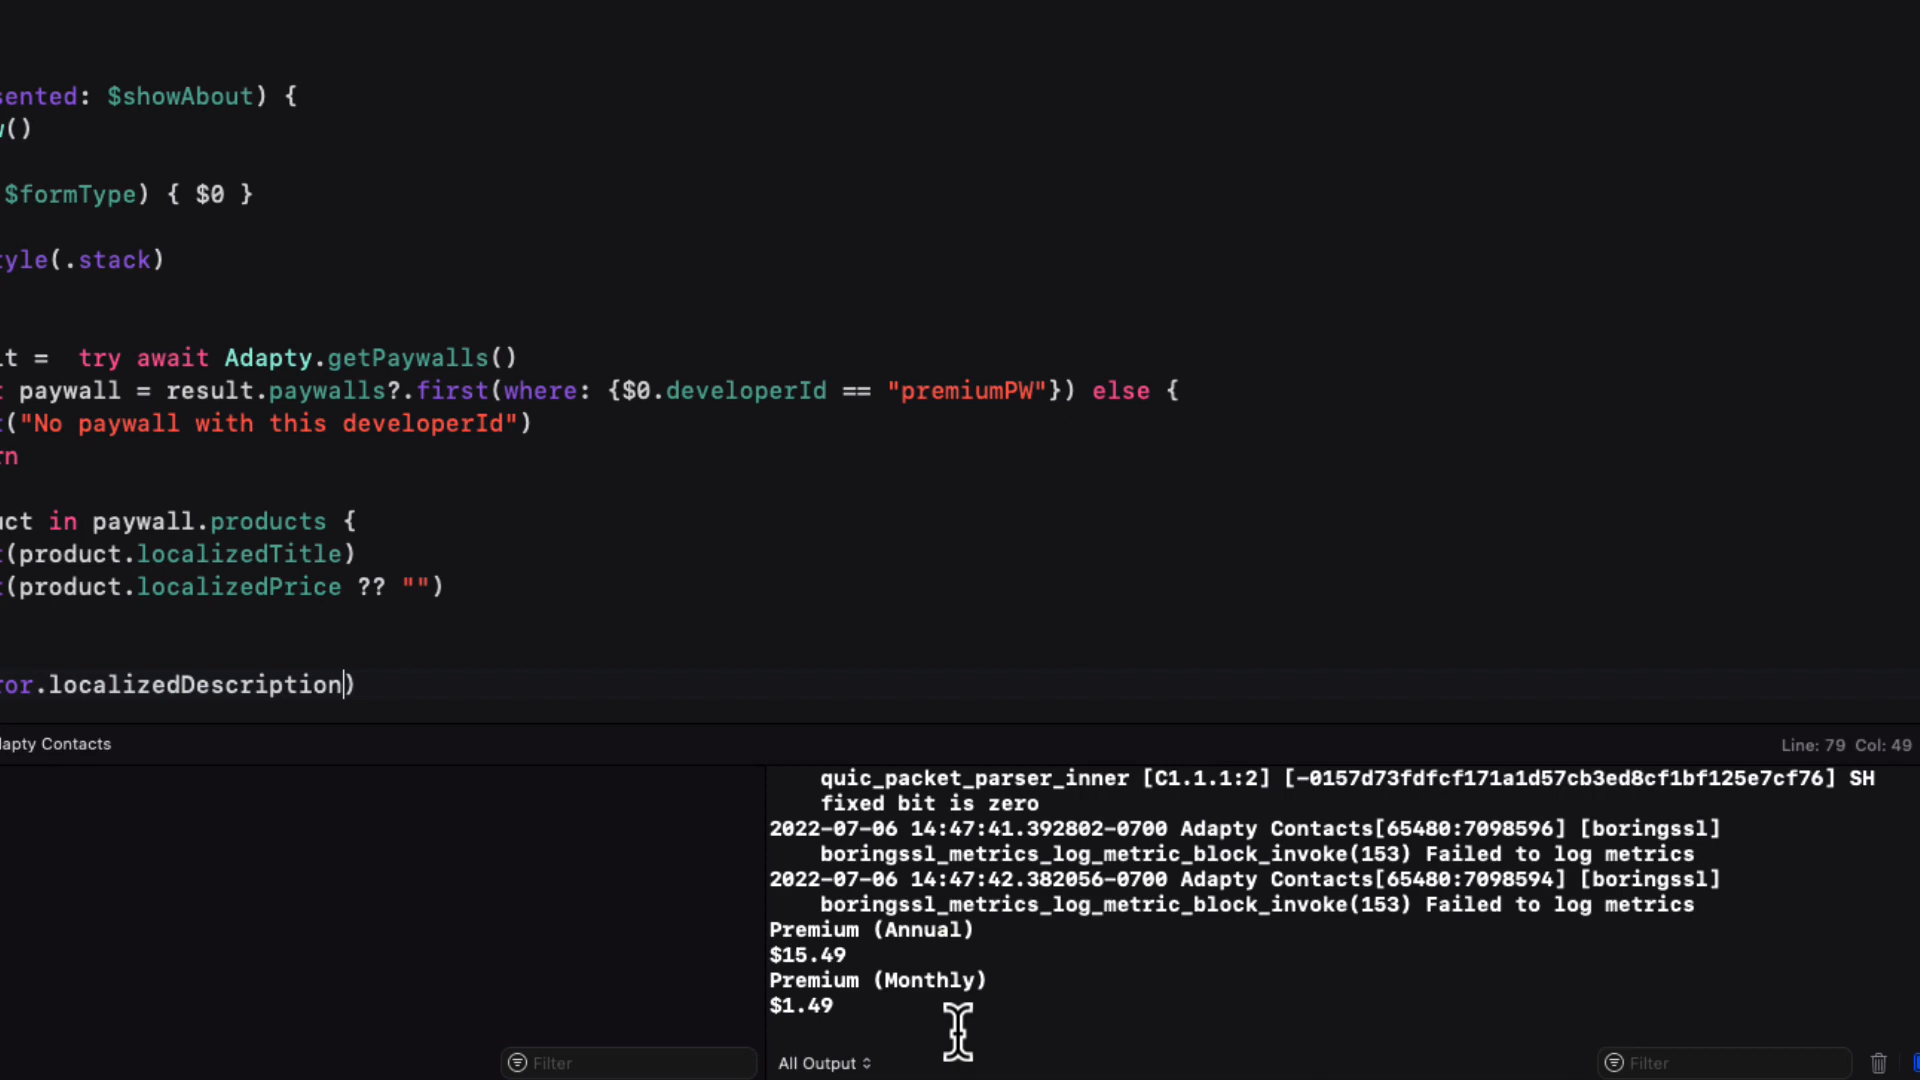 sented: $showAbout) {
w()
$formType) { $0 }
tyle(.stack)
lt =  try await Adapty.getPaywalls()
t paywall = result.paywalls?.first(where: {$0.developerId == "premiumPW"}) else {
t("No paywall with this developerId")
rn
uct in paywall.products {
t(product.localizedTitle)
t(product.localizedPrice ?? "")
ror.localizedDescription)
dapty Contacts
Line: 79 Col: 49
quic_packet_parser_inner [C1.1.1:2] [-0157d73fdfcf171a1d57cb3ed8cf1bf125e7cf76] SH
fixed bit is zero
2022-07-06 14:47:41.392802-0700 Adapty Contacts[65480:7098596] [boringssl]
boringssl_metrics_log_metric_block_invoke(153) Failed to log metrics
2022-07-06 14:47:42.382056-0700 Adapty Contacts[65480:7098594] [boringssl]
boringssl_metrics_log_metric_block_invoke(153) Failed to log metrics
Premium (Annual)
$15.49
Premium (Monthly)
$1.49
Filter
All Output
Filter